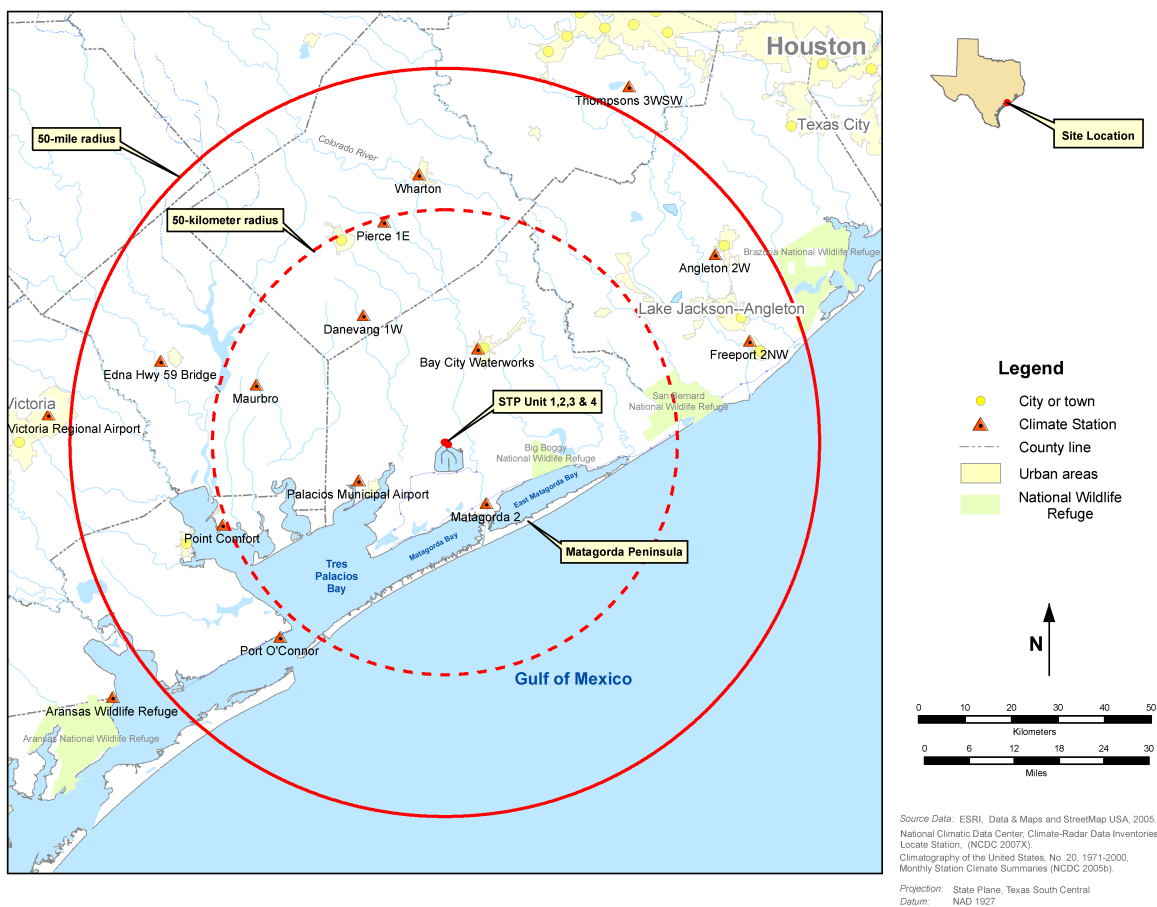 Houston
Thompsons 3WSW
Texas City
Site Location
50-mile radius
Colorado River
Wharton
50-kilometer radius
Pierce 1E
Brazoria National Wildlife Refuge
Angleton 2W
Lake Jackson--Angleton
Danevang 1W
Freeport 2NW
Bay City Waterworks
Edna Hwy 59 Bridge
Maurbro
San Bernard
National Wildlife Refuge
STP Unit 1,2,3 & 4
Victoria
Victoria Regional Airport
Big Boggy
National Wildlife Refuge
East Matagorda Bay
Palacios Municipal Airport
Matagorda 2
Point Comfort
Matagorda Bay
Matagorda Peninsula
Tres
Palacios
Bay
Port O'Connor
Gulf of Mexico
Aransas Wildlife Refuge
Aransas National Wildlife Refuge
Legend
City or town
Climate Station
County line
Urban areas
National Wildlife
Refuge
N
0 10 20 30 40 50
Kilometers
0 6 12 18 24 30
Miles
Source Data: ESRI, Data & Maps and StreetMap USA, 2005.
National Climatic Data Center, Climate-Radar Data Inventories
Locate Station, (NCDC 2007X).
Climatography of the United States, No. 20, 1971-2000,
Monthly Station Climate Summaries (NCDC 2005b).
Projection: State Plane, Texas South Central
Datum: NAD 1927